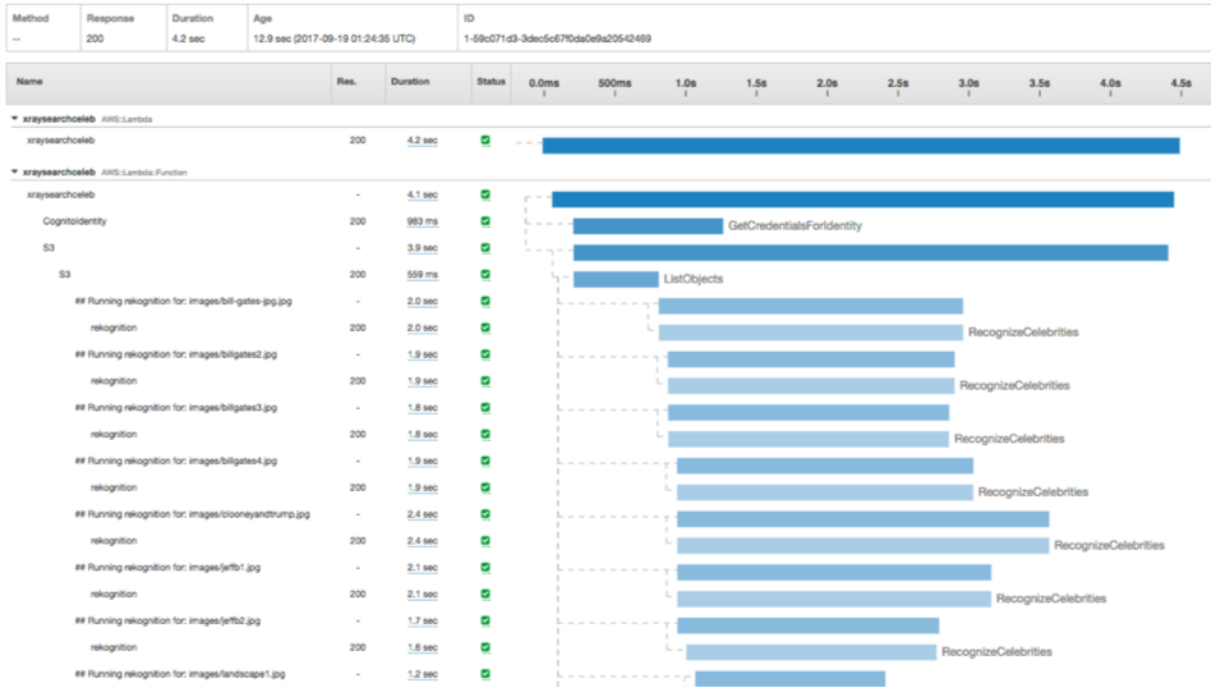 Method Response Duration Age ID
-- 200 4.2 sec 12.9 sec (2017-09-19 01:24:35 UTC) 1-59c071d3-3dec5c67f0da0e9a20542469
Name Res. Duration Status 0.0ms 500ms 1.0s 1.5s 2.0s 2.5s 3.0s 3.5s 4.0s 4.5s
xraysearchceleb AWS::Lambda
xraysearchceleb 200 4.2 sec
xraysearchceleb AWS::Lambda::Function
xraysearchceleb - 4.1 sec
CognitoIdentity 200 983 ms GetCredentialsForIdentity
S3 - 3.9 sec
S3 200 559 ms ListObjects
## Running rekognition for: images/bill-gates-jpg.jpg - 2.0 sec
rekognition 200 2.0 sec RecognizeCelebrities
## Running rekognition for: images/billgates2.jpg - 1.9 sec
rekognition 200 1.9 sec RecognizeCelebrities
## Running rekognition for: images/billgates3.jpg - 1.8 sec
rekognition 200 1.8 sec RecognizeCelebrities
## Running rekognition for: images/billgates4.jpg - 1.9 sec
rekognition 200 1.9 sec RecognizeCelebrities
## Running rekognition for: images/clooneyandtrump.jpg - 2.4 sec
rekognition 200 2.4 sec RecognizeCelebrities
## Running rekognition for: images/jeffb1.jpg - 2.1 sec
rekognition 200 2.1 sec RecognizeCelebrities
## Running rekognition for: images/jeffb2.jpg - 1.7 sec
rekognition 200 1.6 sec RecognizeCelebrities
## Running rekognition for: images/landscape1.jpg - 1.2 sec